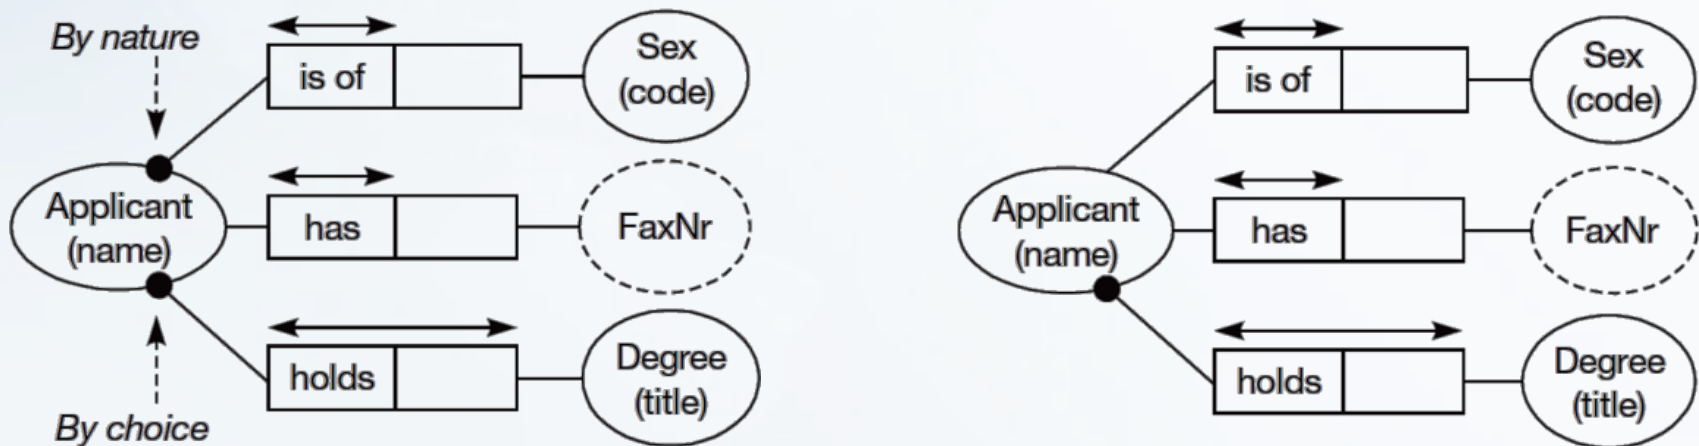 By nature
is of
Sex
(code)
Applicant
(name)
has
FaxNr
holds
Degree
(title)
By choice
is of
Sex
(code)
Applicant
(name)
has
FaxNr
holds
Degree
(title)